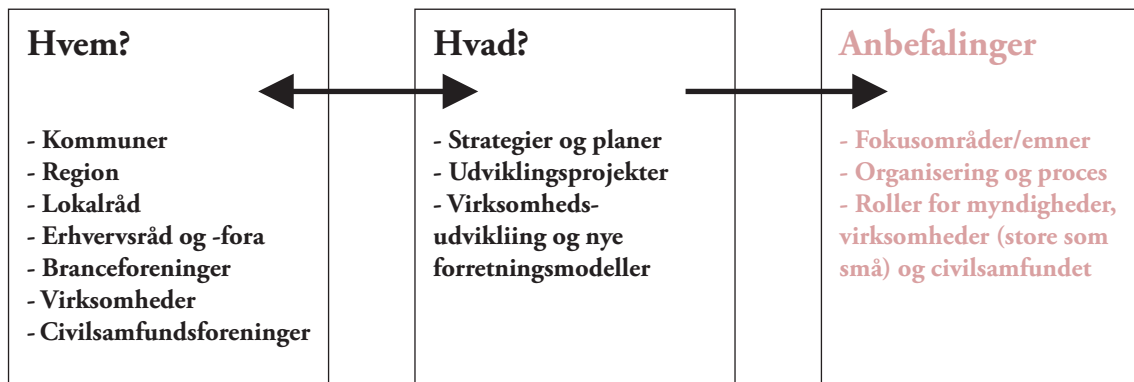 Hvem?
- Kommuner
- Region
- Lokalråd
- Erhvervsråd og -fora
- Branceforeninger
- Virksomheder
- Civilsamfundsforeninger
Hvad?
- Strategier og planer
- Udviklingsprojekter
- Virksomheds-
udvikliing og nye
forretningsmodeller
Anbefalinger
- Fokusområder/emner
- Organisering og proces
- Roller for myndigheder,
virksomheder (store som
små) og civilsamfundet